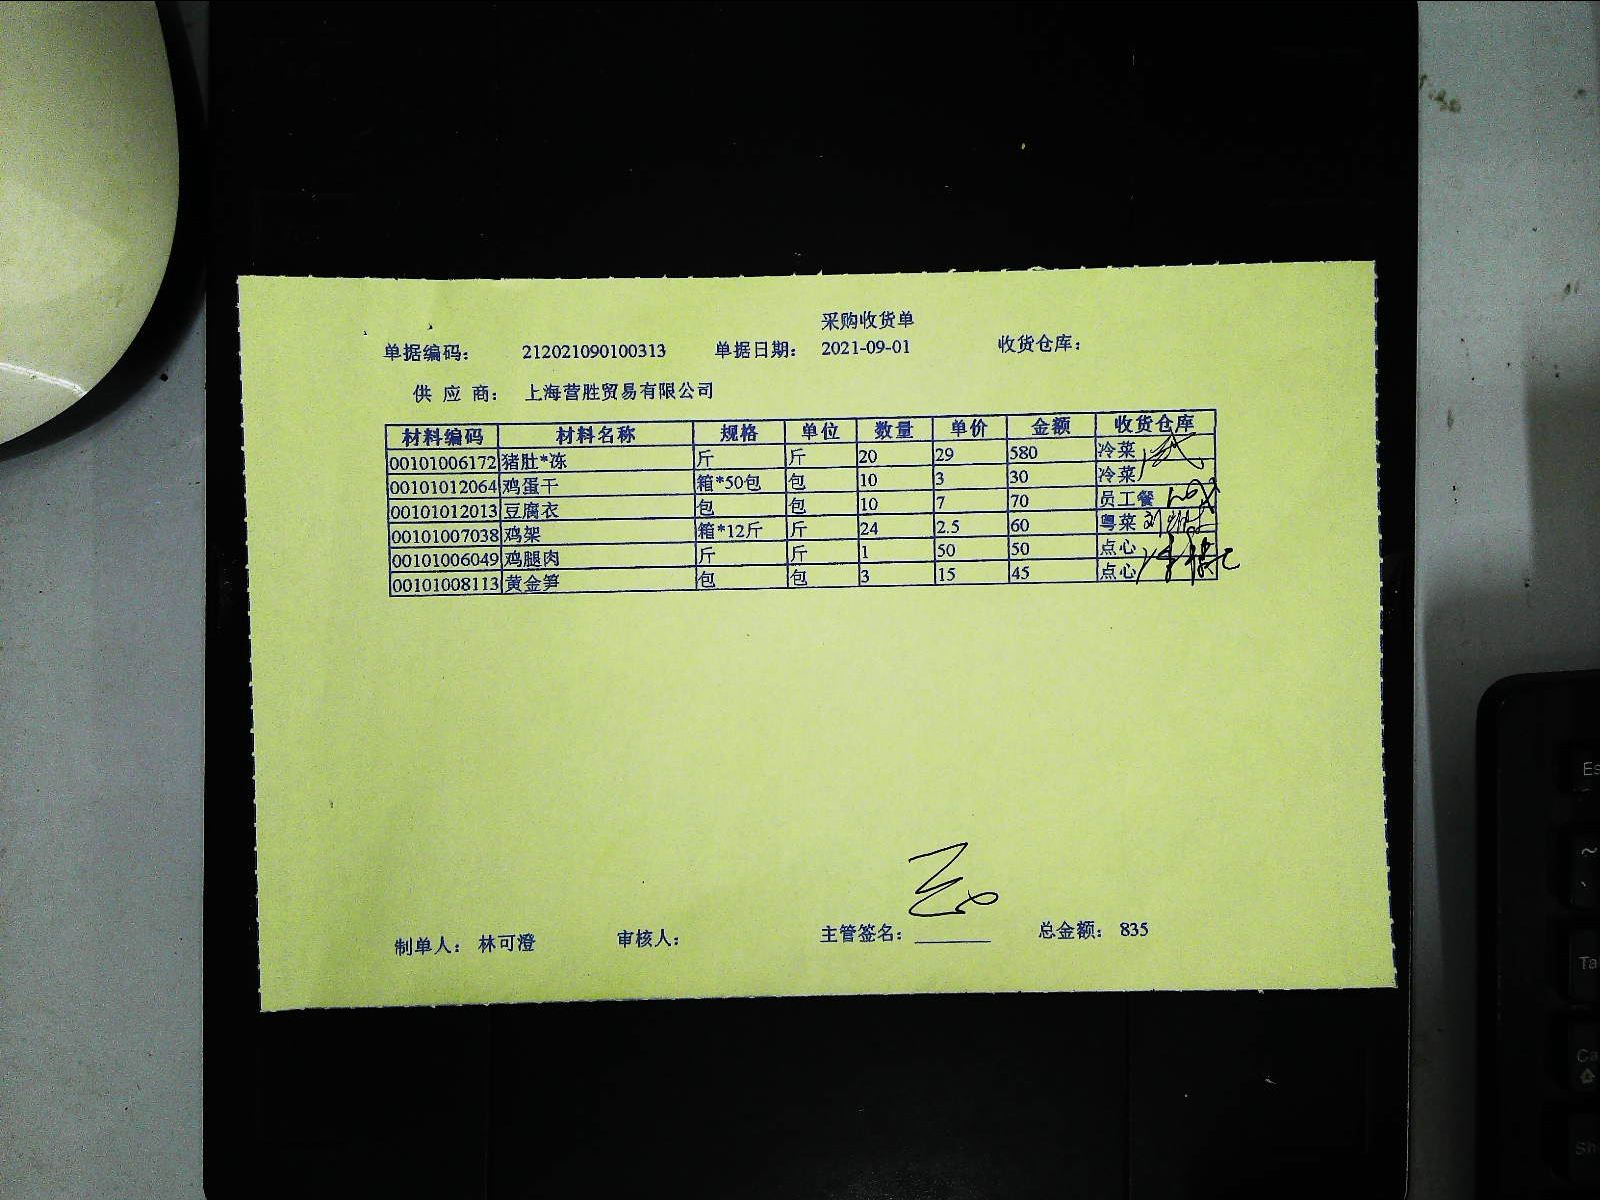 采购收货单
单据编码： 212021090100313 单据日期： 2021-09-01 收货仓库：
供 应 商： 上海营胜贸易有限公司
材料编码 材料名称 规格 单位 数量 单价 金额 收货仓库
00101006172 猪肚*冻 斤 斤 20 29 580 冷菜
00101012064 鸡蛋干 箱*50包 包 10 3 30 冷菜
00101012013 豆腐衣 包 包 10 7 70 员工餐
00101007038 鸡架 箱*12斤 斤 24 2.5 60 粤菜
00101006049 鸡腿肉 斤 斤 1 50 50 点心
00101008113 黄金笋 包 包 3 15 45 点心
制单人： 林可澄 审核人： 主管签名： 总金额： 835
Es
~
Ta
Ca
Sh